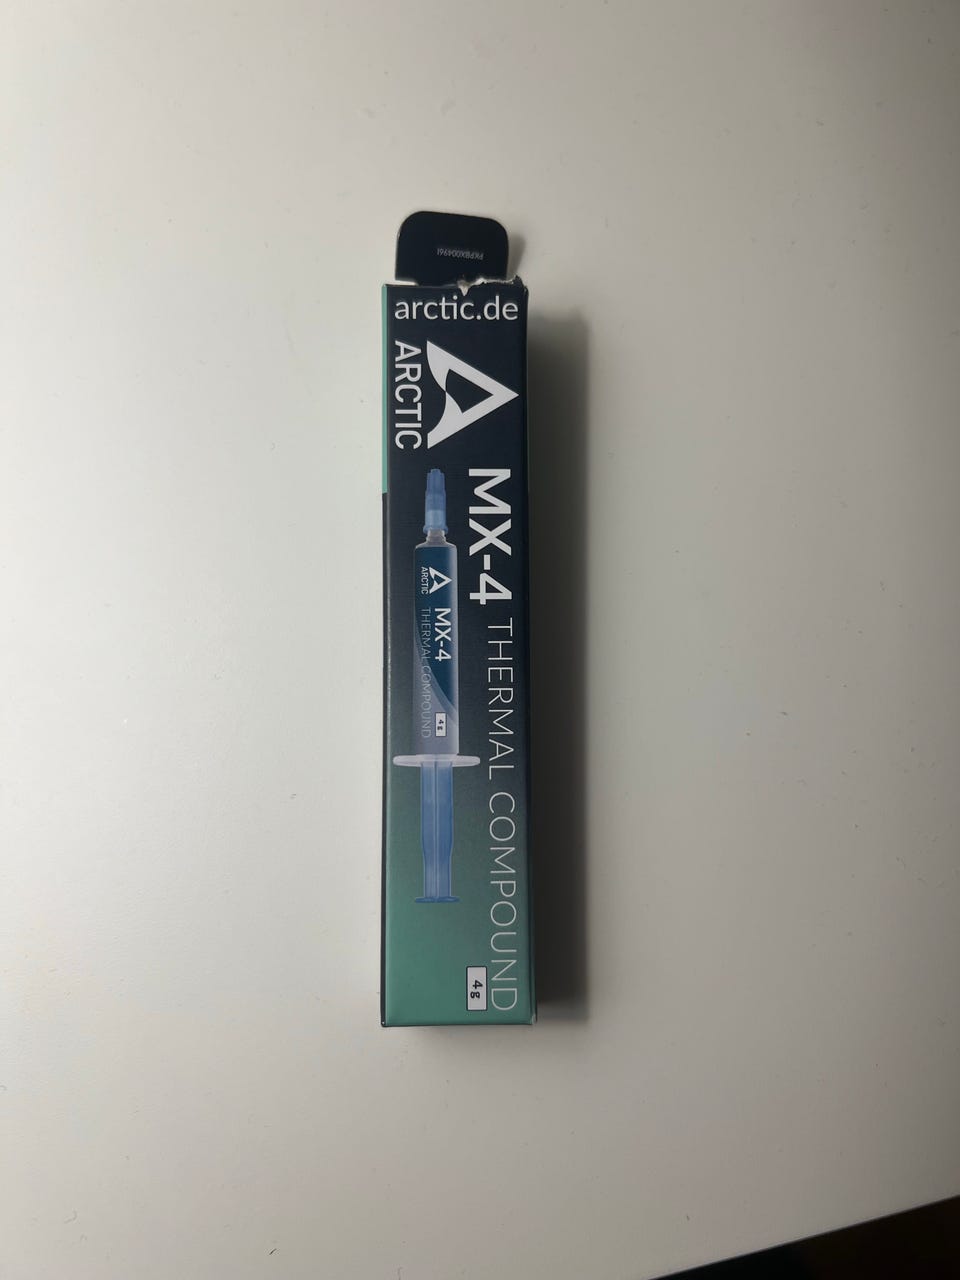 arctic.de
ARCTIC
MX-4 THERMAL COMPOUND
4g
ARCTIC
MX-4
THERMAL COMPOUND
4g